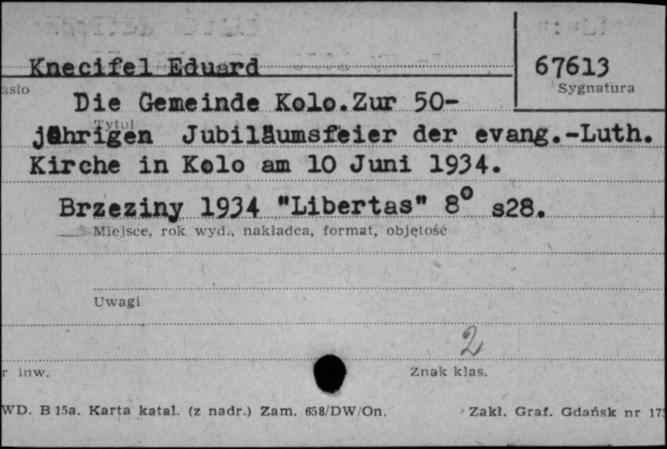 Knecifel Eduard
67613
asło
Sygnatura
Die Gemeinde Kolo.Zur 50-
Tytuł
jährigen Jubiläumsfeier der evang.-Luth.
Kirche in Kolo am 10 Juni 1934.
Brzeziny 1934 "Libertas" 8° s28.
Miejsce, rok wyd., nakładca, format, objętość
Uwagi
2
r inw.
Znak klas.
WD. B 15a. Karta katal. (z nadr.) Zam. 658/DW/On.
Zakł. Graf. Gdańsk nr 173